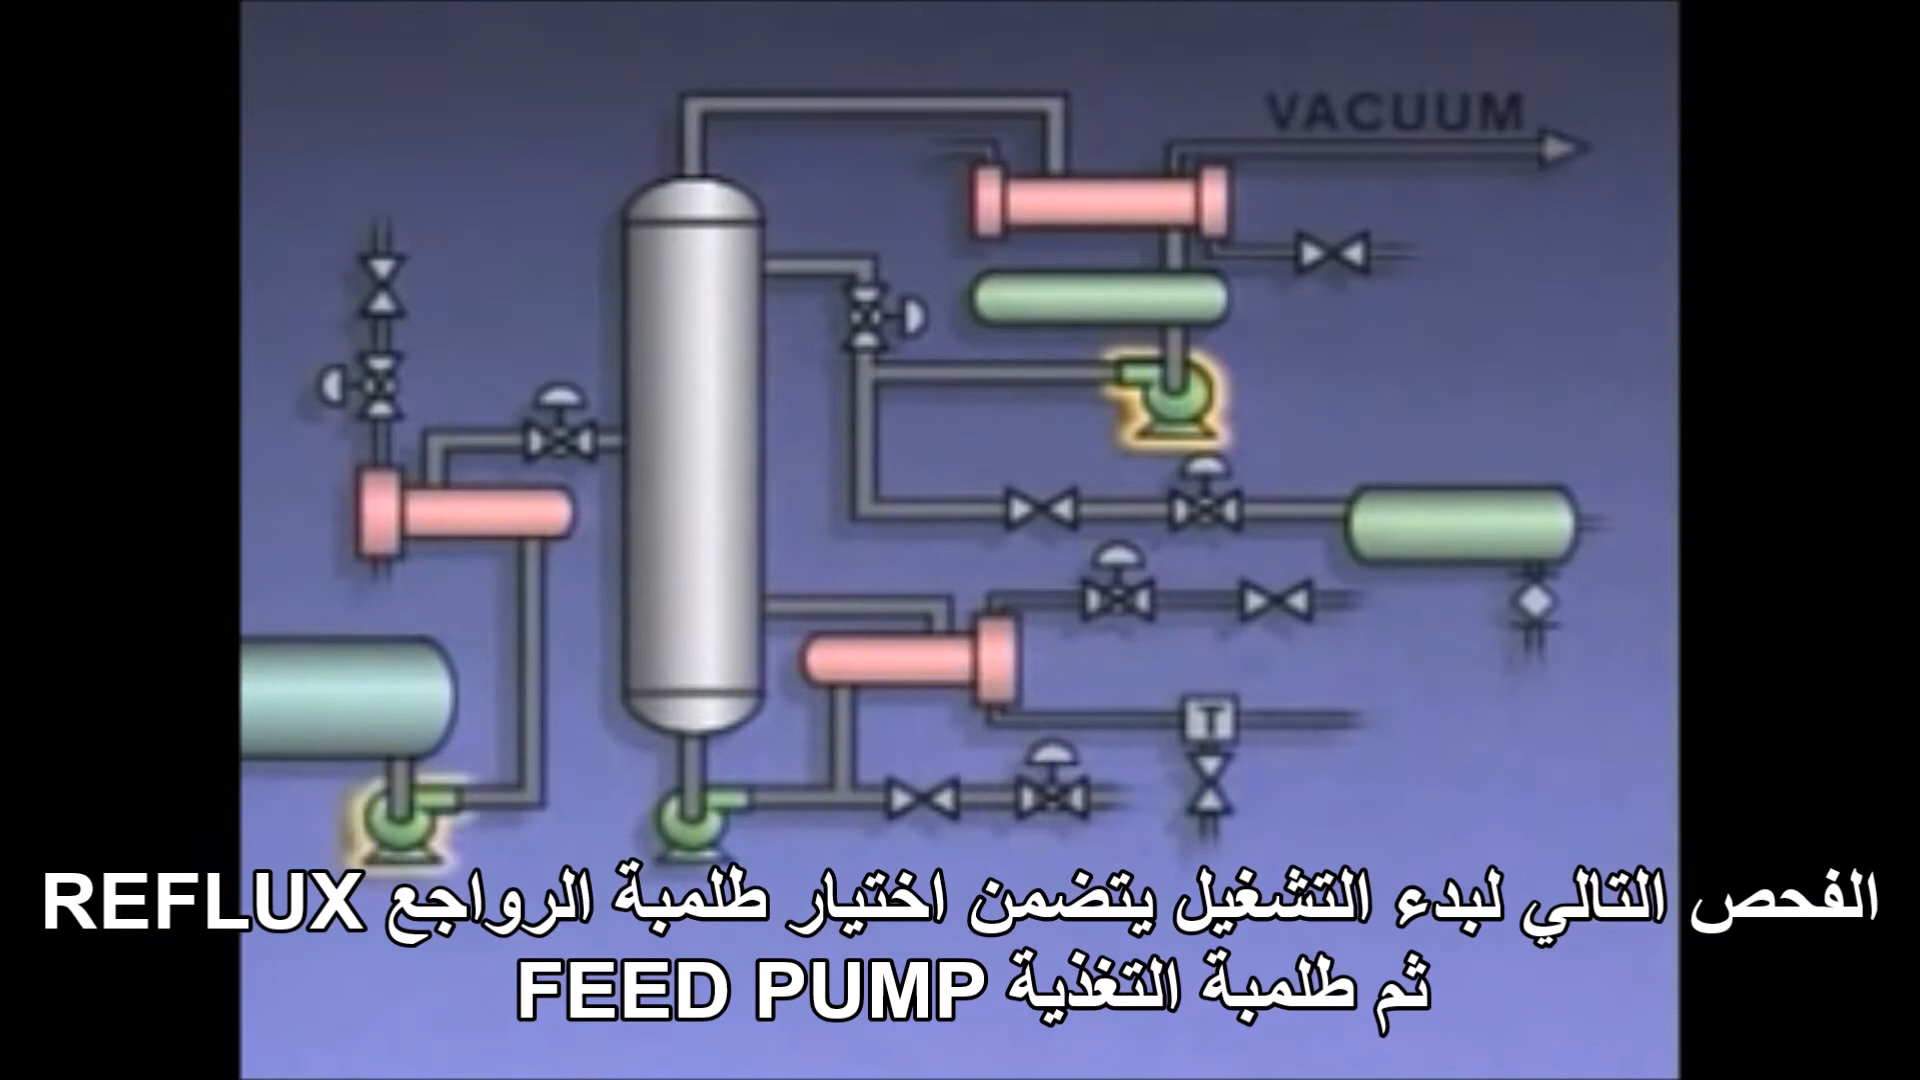 VACUUM
T
الفحص التالي لبدء التشغيل يتضمن اختيار طلمبة الرواجع REFLUX
ثم طلمبة التغذية FEED PUMP